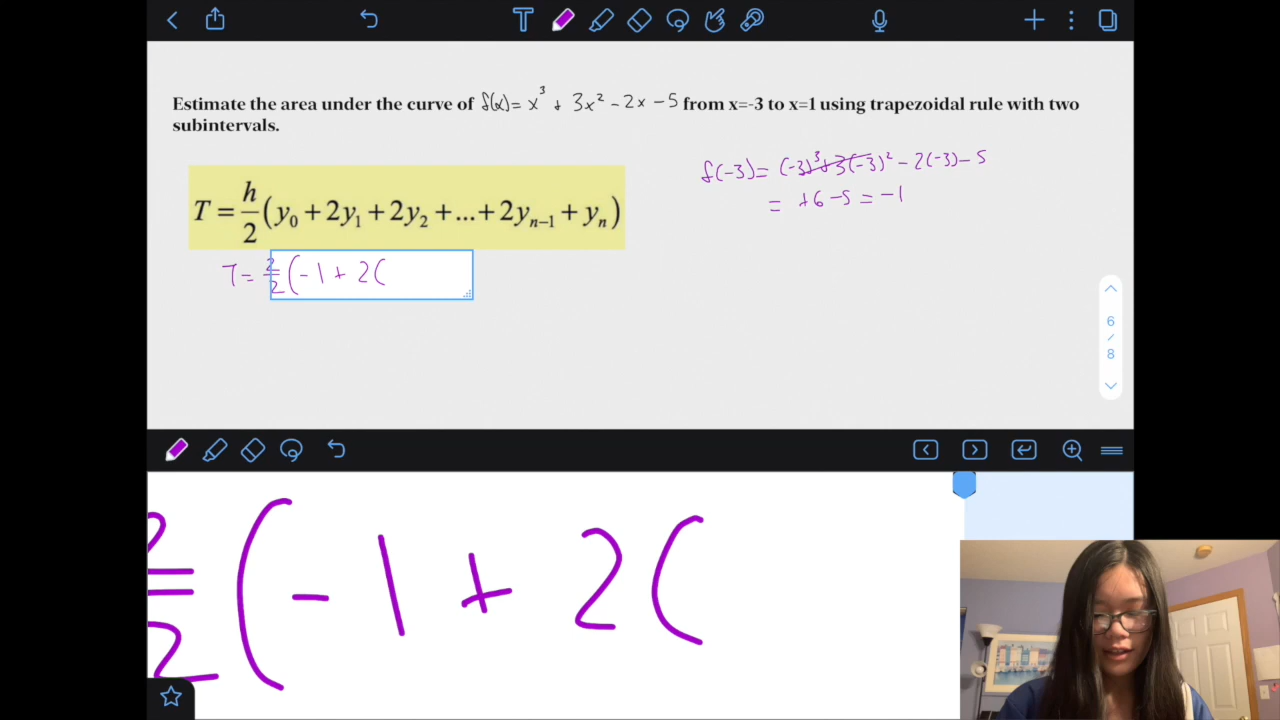 Estimate the area under the curve of f(x) = x³ + 3x² - 2x - 5 from x=-3 to x=1 using trapezoidal rule with two
subintervals.
f(-3) = (-3)³ + 3(-3)² - 2(-3) - 5
= +6 - 5 = -1
T = h/2 (y₀ + 2y₁ + 2y₂ + ... + 2yₙ₋₁ + yₙ)
T = 2/2 (-1 + 2(
6
/
8
2/2 (-1 + 2(